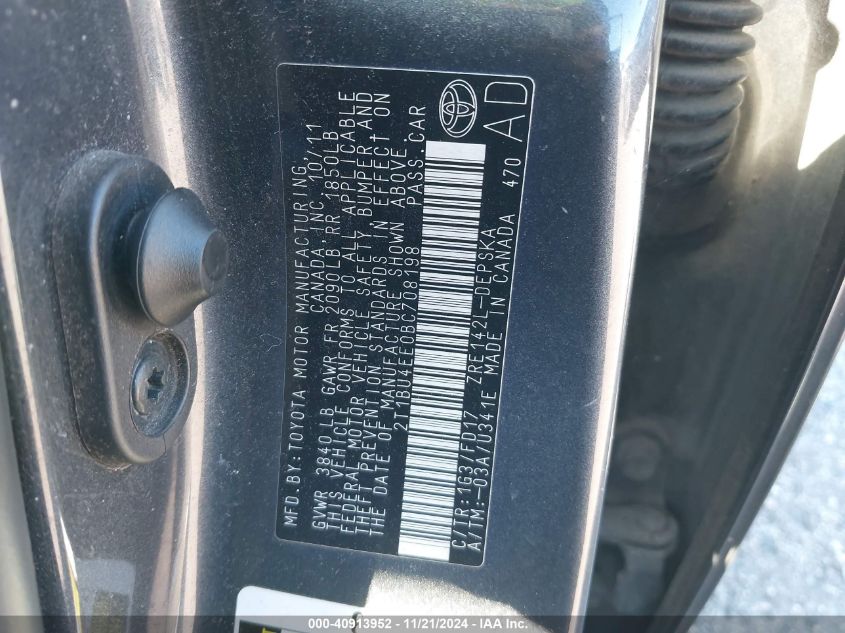 MFD. BY: TOYOTA MOTOR MANUFACTURING,
CANADA, INC. 10/11
GVWR 3840 LB GAWR FR 2090LB RR 1850LB
THIS VEHICLE CONFORMS TO ALL APPLICABLE
FEDERAL MOTOR VEHICLE SAFETY, BUMPER, AND
THEFT PREVENTION STANDARDS IN EFFECT ON
THE DATE OF MANUFACTURE SHOWN ABOVE.
2T1BU4EE0BC708198 PASS. CAR
C/TR: 1G3/FD17 ZRE142L-DEPSKA
A/TM: -03A/U341E MADE IN CANADA 470
AD
000-40913952 - 11/21/2024 - IAA Inc.